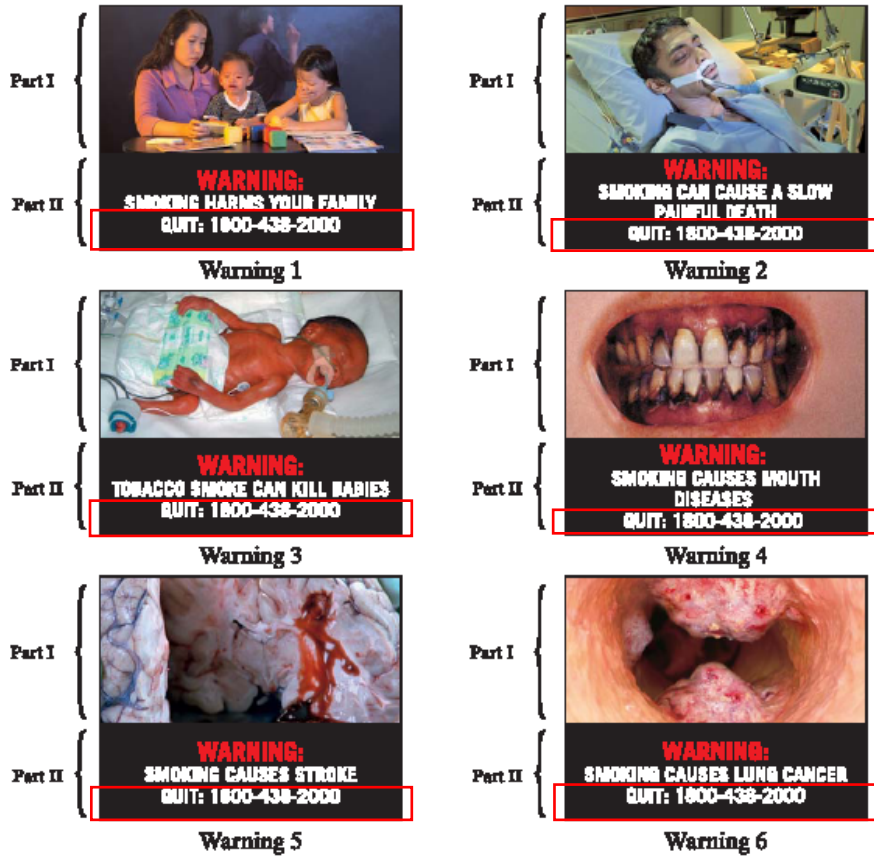 Part I
Part II
WARNING:
SMOKING HARMS YOUR FAMILY
QUIT: 1800-438-2000
Warning 1
Part I
Part II
WARNING:
SMOKING CAN CAUSE A SLOW
PAINFUL DEATH
QUIT: 1800-438-2000
Warning 2
Part I
Part II
WARNING:
TOBACCO SMOKE CAN KILL BABIES
QUIT: 1800-438-2000
Warning 3
Part I
Part II
WARNING:
SMOKING CAUSES MOUTH
DISEASES
QUIT: 1800-438-2000
Warning 4
Part I
Part II
WARNING:
SMOKING CAUSES STROKE
QUIT: 1800-438-2000
Warning 5
Part I
Part II
WARNING:
SMOKING CAUSES LUNG CANCER
QUIT: 1800-438-2000
Warning 6